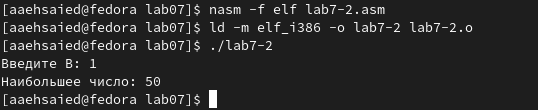 [aaehsaied@fedora lab07]$ nasm -f elf lab7-2.asm
[aaehsaied@fedora lab07]$ ld -m elf_i386 -o lab7-2 lab7-2.o
[aaehsaied@fedora lab07]$ ./lab7-2
Введите В: 1
Наибольшее число: 50
[aaehsaied@fedora lab07]$